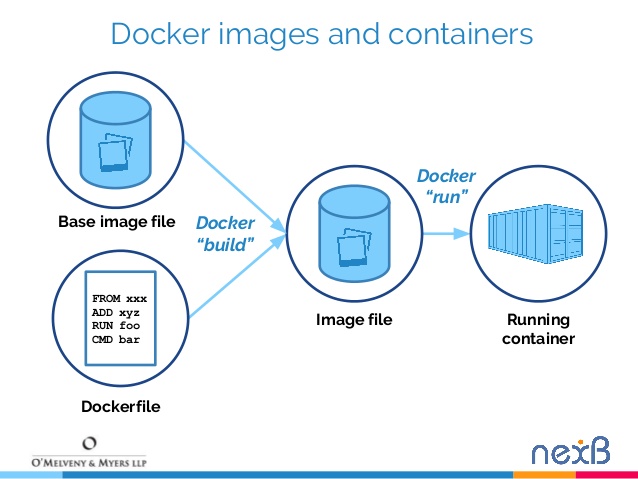 Docker images and containers
Docker
“run”
Base image file
Docker
“build”
FROM xxx
ADD xyz
RUN foo
CMD bar
Image file
Running
container
Dockerfile
O’MELVENY & MYERS LLP
nexB